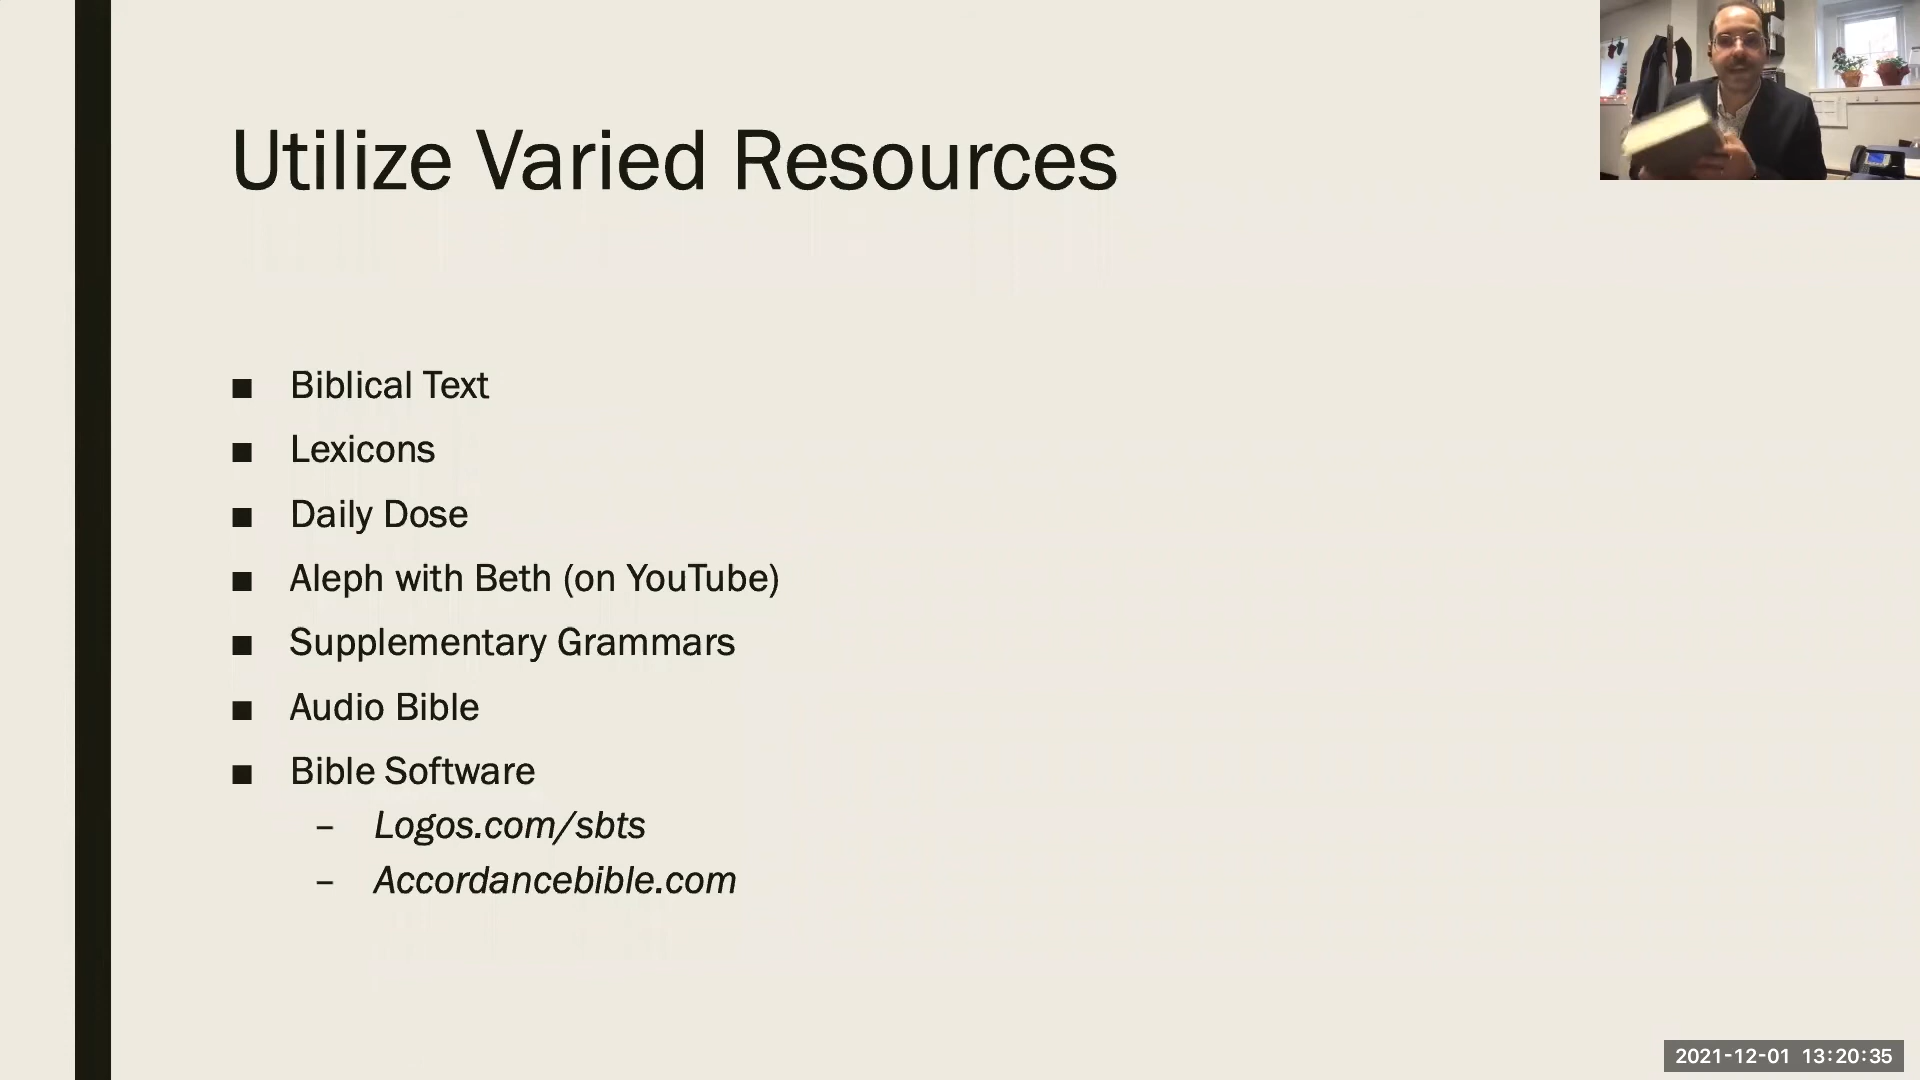 Utilize Varied Resources
■ Biblical Text
■ Lexicons
■ Daily Dose
■ Aleph with Beth (on YouTube)
■ Supplementary Grammars
■ Audio Bible
■ Bible Software
– Logos.com/sbts
– Accordancebible.com
2021-12-01 13:20:35